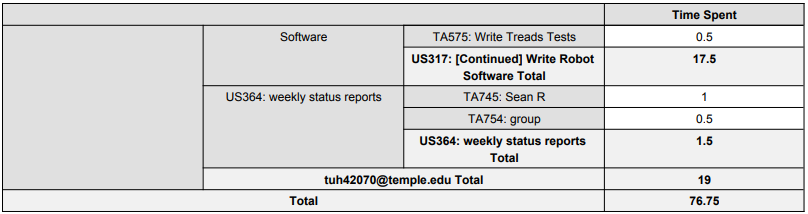 Time Spent
Software TA575: Write Treads Tests 0.5
US317: [Continued] Write Robot
Software Total 17.5
US364: weekly status reports TA745: Sean R 1
TA754: group 0.5
US364: weekly status reports
Total 1.5
tuh42070@temple.edu Total 19
Total 76.75